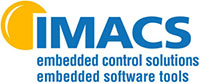 IMACS
embedded control solutions
embedded software tools